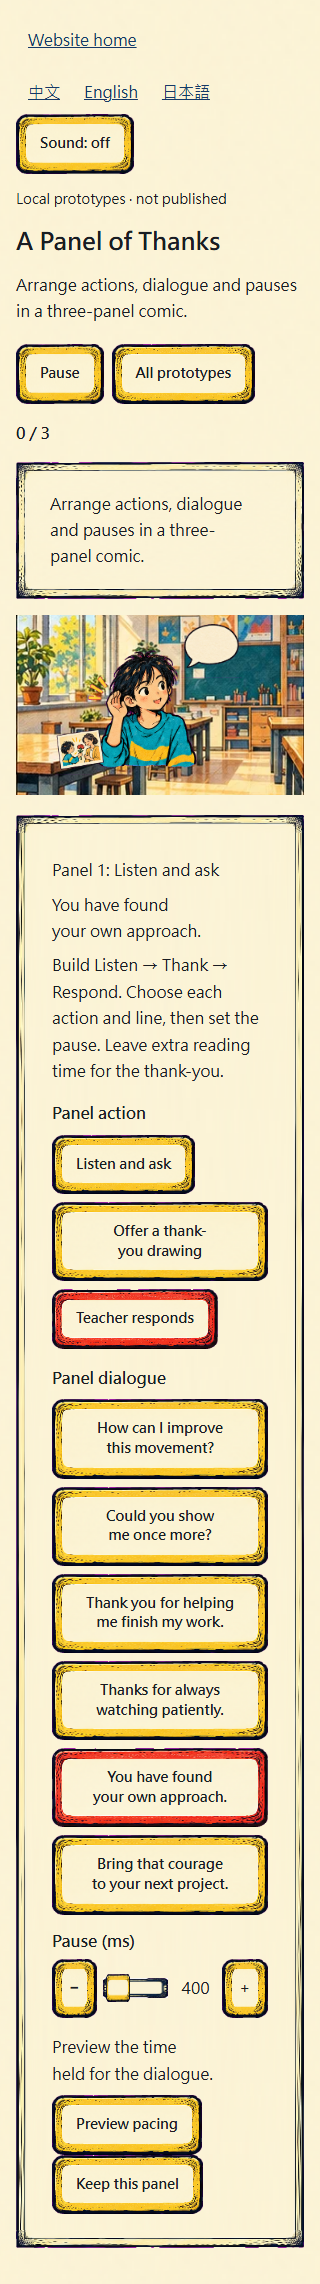 Website home
中文 English 日本語
Sound: off
Local prototypes · not published
A Panel of Thanks
Arrange actions, dialogue and pauses
in a three-panel comic.
Pause All prototypes
0 / 3
Arrange actions, dialogue
and pauses in a three-
panel comic.
Panel 1: Listen and ask
You have found
your own approach.
Build Listen → Thank →
Respond. Choose each
action and line, then set the
pause. Leave extra reading
time for the thank-you.
Panel action
Listen and ask
Offer a thank-
you drawing
Teacher responds
Panel dialogue
How can I improve
this movement?
Could you show
me once more?
Thank you for helping
me finish my work.
Thanks for always
watching patiently.
You have found
your own approach.
Bring that courage
to your next project.
Pause (ms)
− 400 +
Preview the time
held for the dialogue.
Preview pacing
Keep this panel